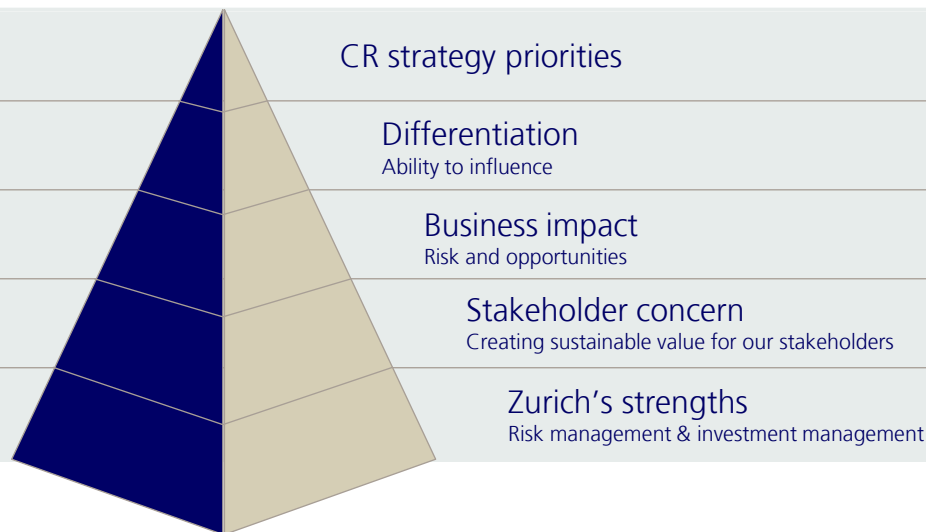 CR strategy priorities
Differentiation
Ability to influence
Business impact
Risk and opportunities
Stakeholder concern
Creating sustainable value for our stakeholders
Zurich’s strengths
Risk management & investment management